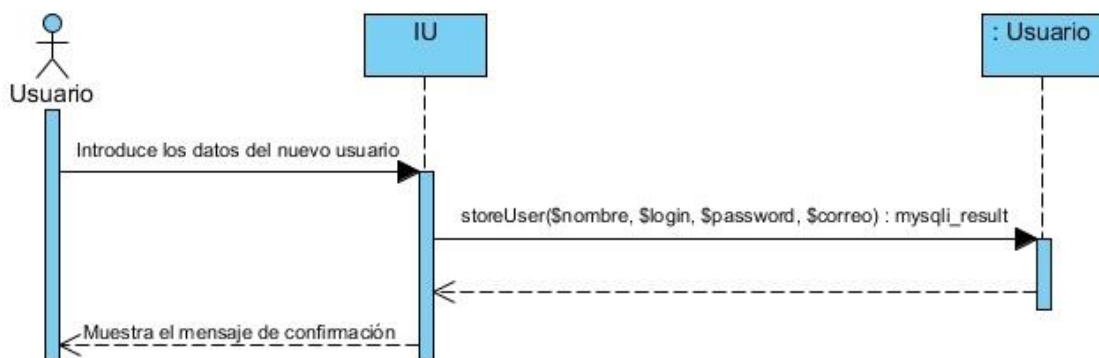 IU
: Usuario
Usuario
Introduce los datos del nuevo usuario
storeUser($nombre, $login, $password, $correo) : mysqli_result
Muestra el mensaje de confirmación